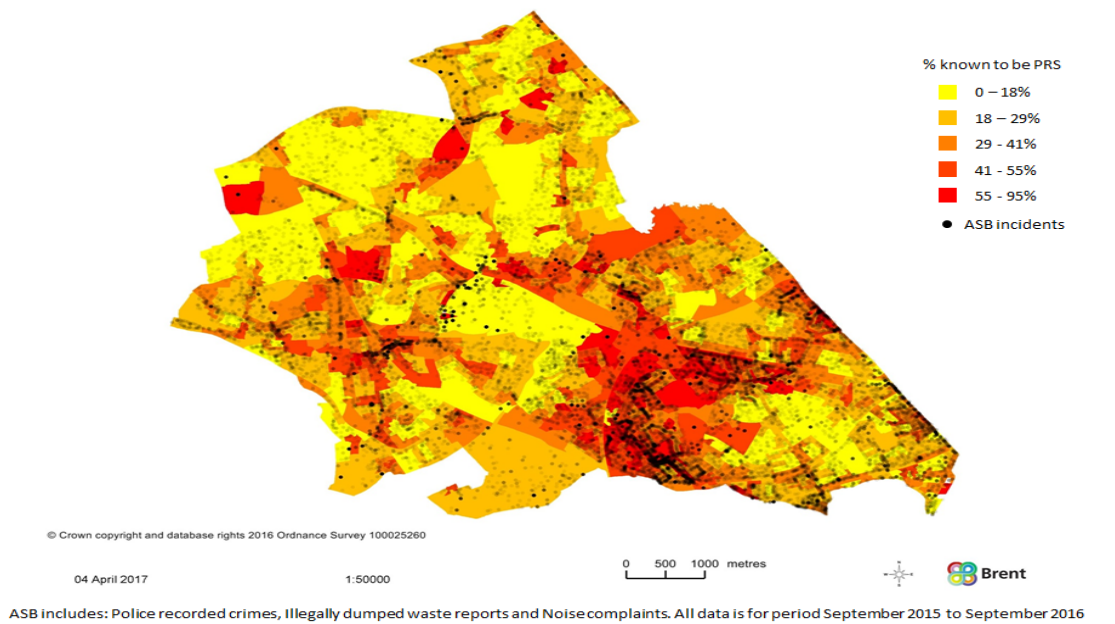 % known to be PRS
0 – 18%
18 – 29%
29 - 41%
41 - 55%
55 - 95%
ASB incidents
© Crown copyright and database rights 2016 Ordnance Survey 100025260
0 500 1000 metres
04 April 2017 1:50000
Brent
ASB includes: Police recorded crimes, Illegally dumped waste reports and Noise complaints. All data is for period September 2015 to September 2016